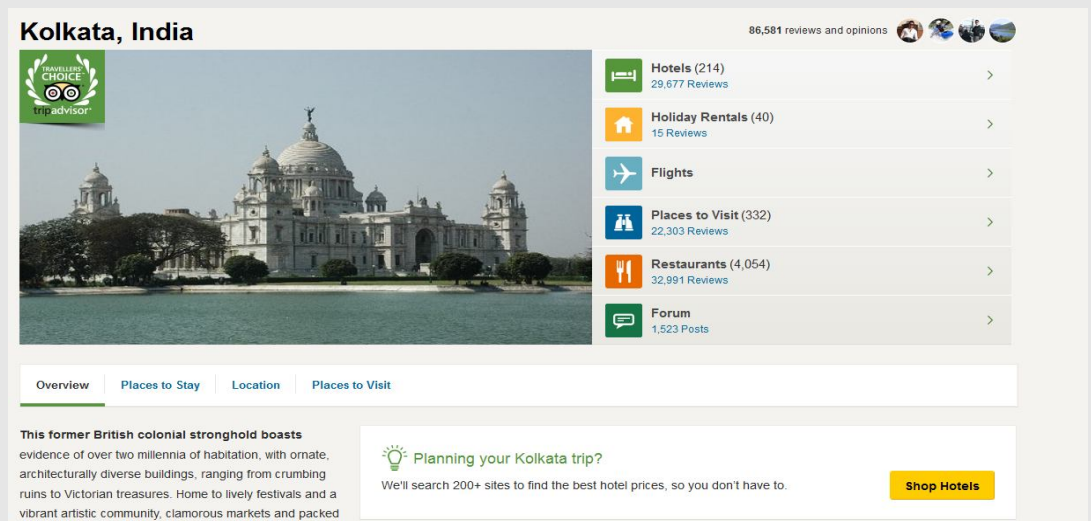 Kolkata, India
86,581 reviews and opinions
TRAVELLERS'
CHOICE
tripadvisor
Hotels (214)
29,677 Reviews
Holiday Rentals (40)
15 Reviews
Flights
Places to Visit (332)
22,303 Reviews
Restaurants (4,054)
32,991 Reviews
Forum
1,523 Posts
Overview
Places to Stay
Location
Places to Visit
This former British colonial stronghold boasts
evidence of over two millennia of habitation, with ornate,
architecturally diverse buildings, ranging from crumbing
ruins to Victorian treasures. Home to lively festivals and a
vibrant artistic community, clamorous markets and packed
Planning your Kolkata trip?
We'll search 200+ sites to find the best hotel prices, so you don't have to.
Shop Hotels